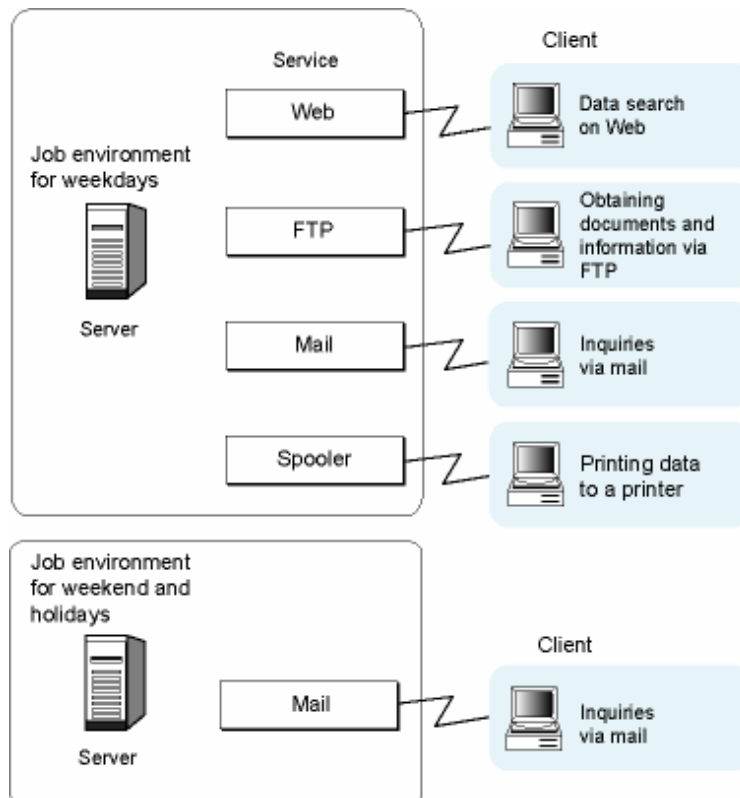 Client
Service
Web
Data search
on Web
Job environment
for weekdays
Server
FTP
Obtaining
documents and
information via
FTP
Mail
Inquiries
via mail
Spooler
Printing data
to a printer
Job environment
for weekend and
holidays
Server
Client
Mail
Inquiries
via mail